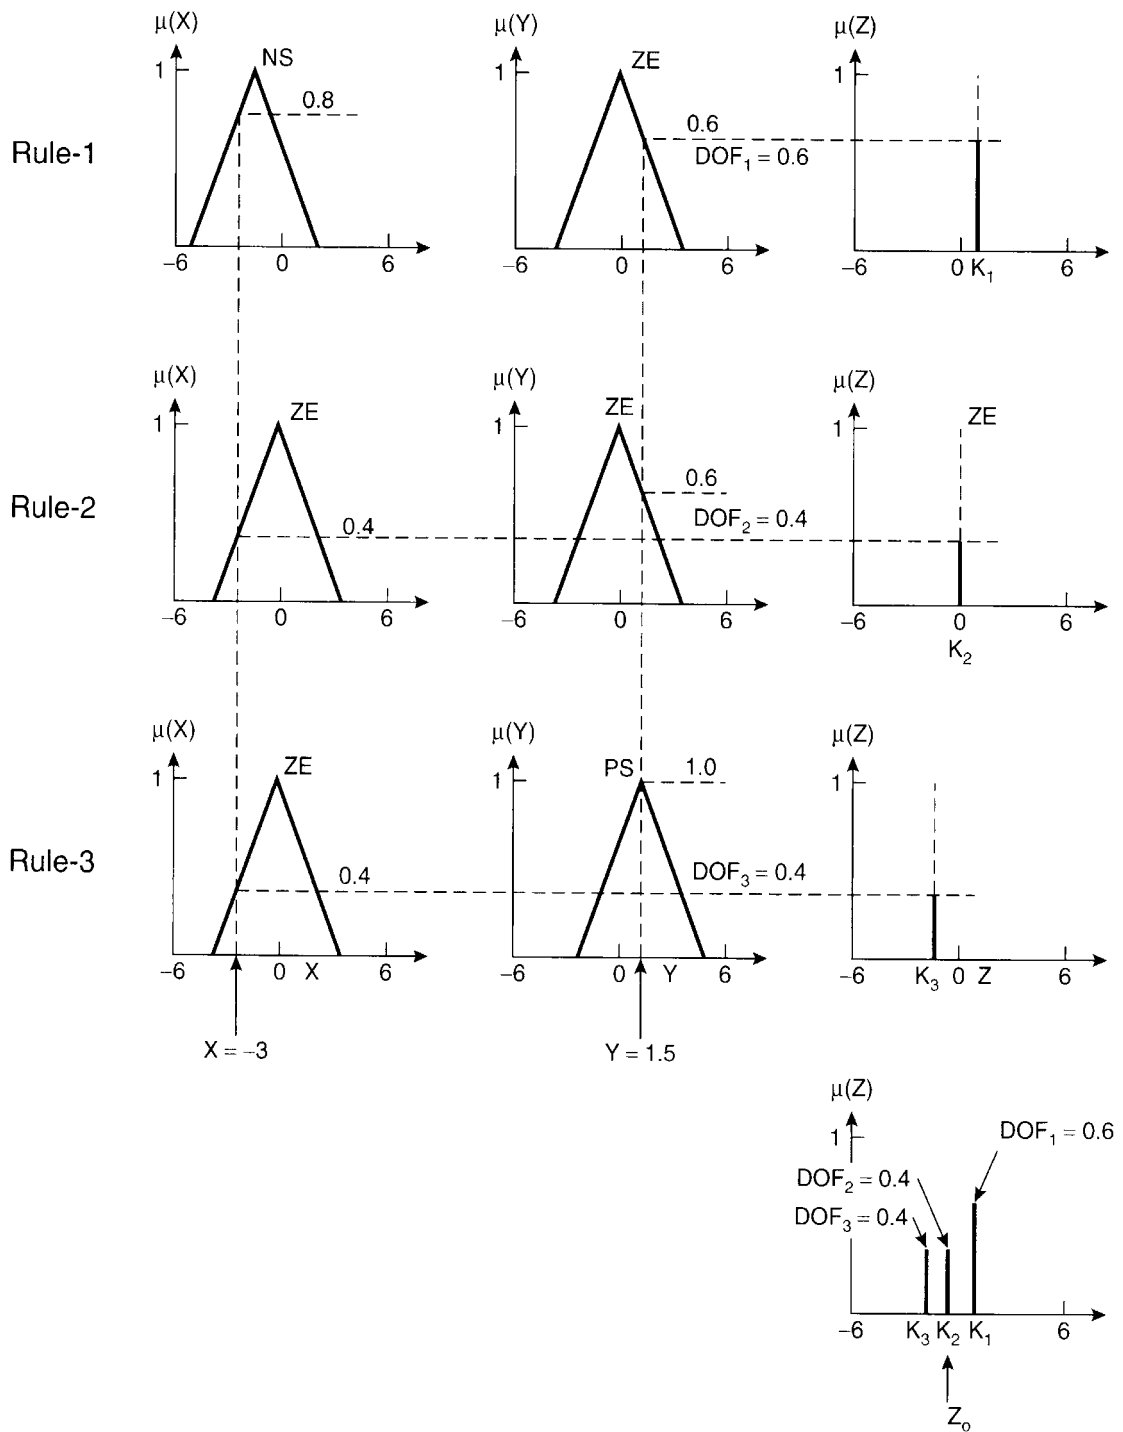 μ(X) μ(Y) μ(Z)
NS ZE
1 1 1
0.8 0.6
Rule-1 DOF₁ = 0.6
–6 0 6 –6 0 6 –6 0 K₁ 6
μ(X) μ(Y) μ(Z)
ZE ZE ZE
1 1 1
0.6
Rule-2 0.4 DOF₂ = 0.4
–6 0 6 –6 0 6 –6 0 6
K₂
μ(X) μ(Y) μ(Z)
ZE PS 1.0
1 1 1
Rule-3 0.4 DOF₃ = 0.4
–6 0 X 6 –6 0 Y 6 –6 K₃ 0 Z 6
X = –3 Y = 1.5
μ(Z)
1 DOF₁ = 0.6
DOF₂ = 0.4
DOF₃ = 0.4
–6 K₃ K₂ K₁ 6
Z₀